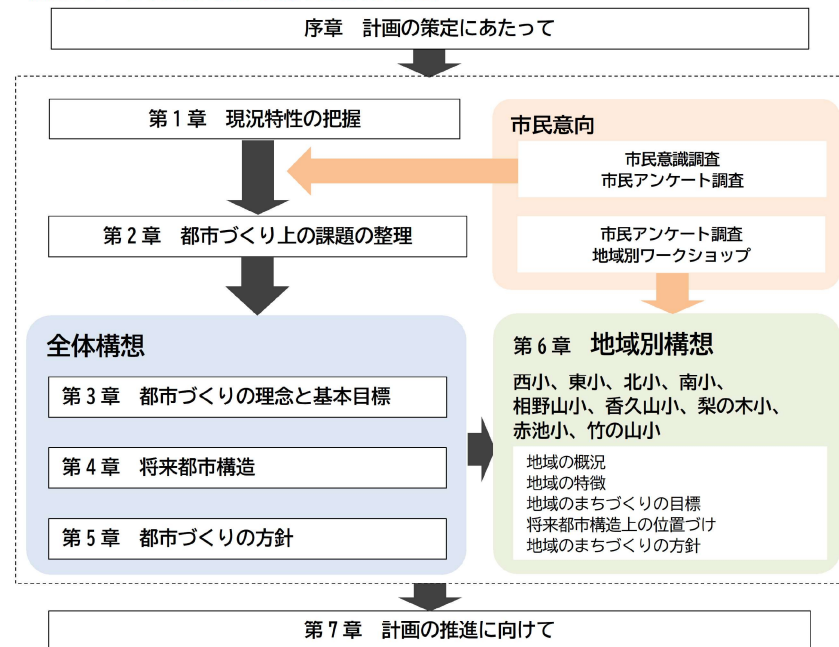 序章 計画の策定にあたって
第1章 現況特性の把握
市民意向
市民意識調査
市民アンケート調査
第2章 都市づくり上の課題の整理
市民アンケート調査
地域別ワークショップ
全体構想
第3章 都市づくりの理念と基本目標
第4章 将来都市構造
第5章 都市づくりの方針
第6章 地域別構想
西小、東小、北小、南小、
相野山小、香久山小、梨の木小、
赤池小、竹の山小
地域の概況
地域の特徴
地域のまちづくりの目標
将来都市構造上の位置づけ
地域のまちづくりの方針
第7章 計画の推進に向けて